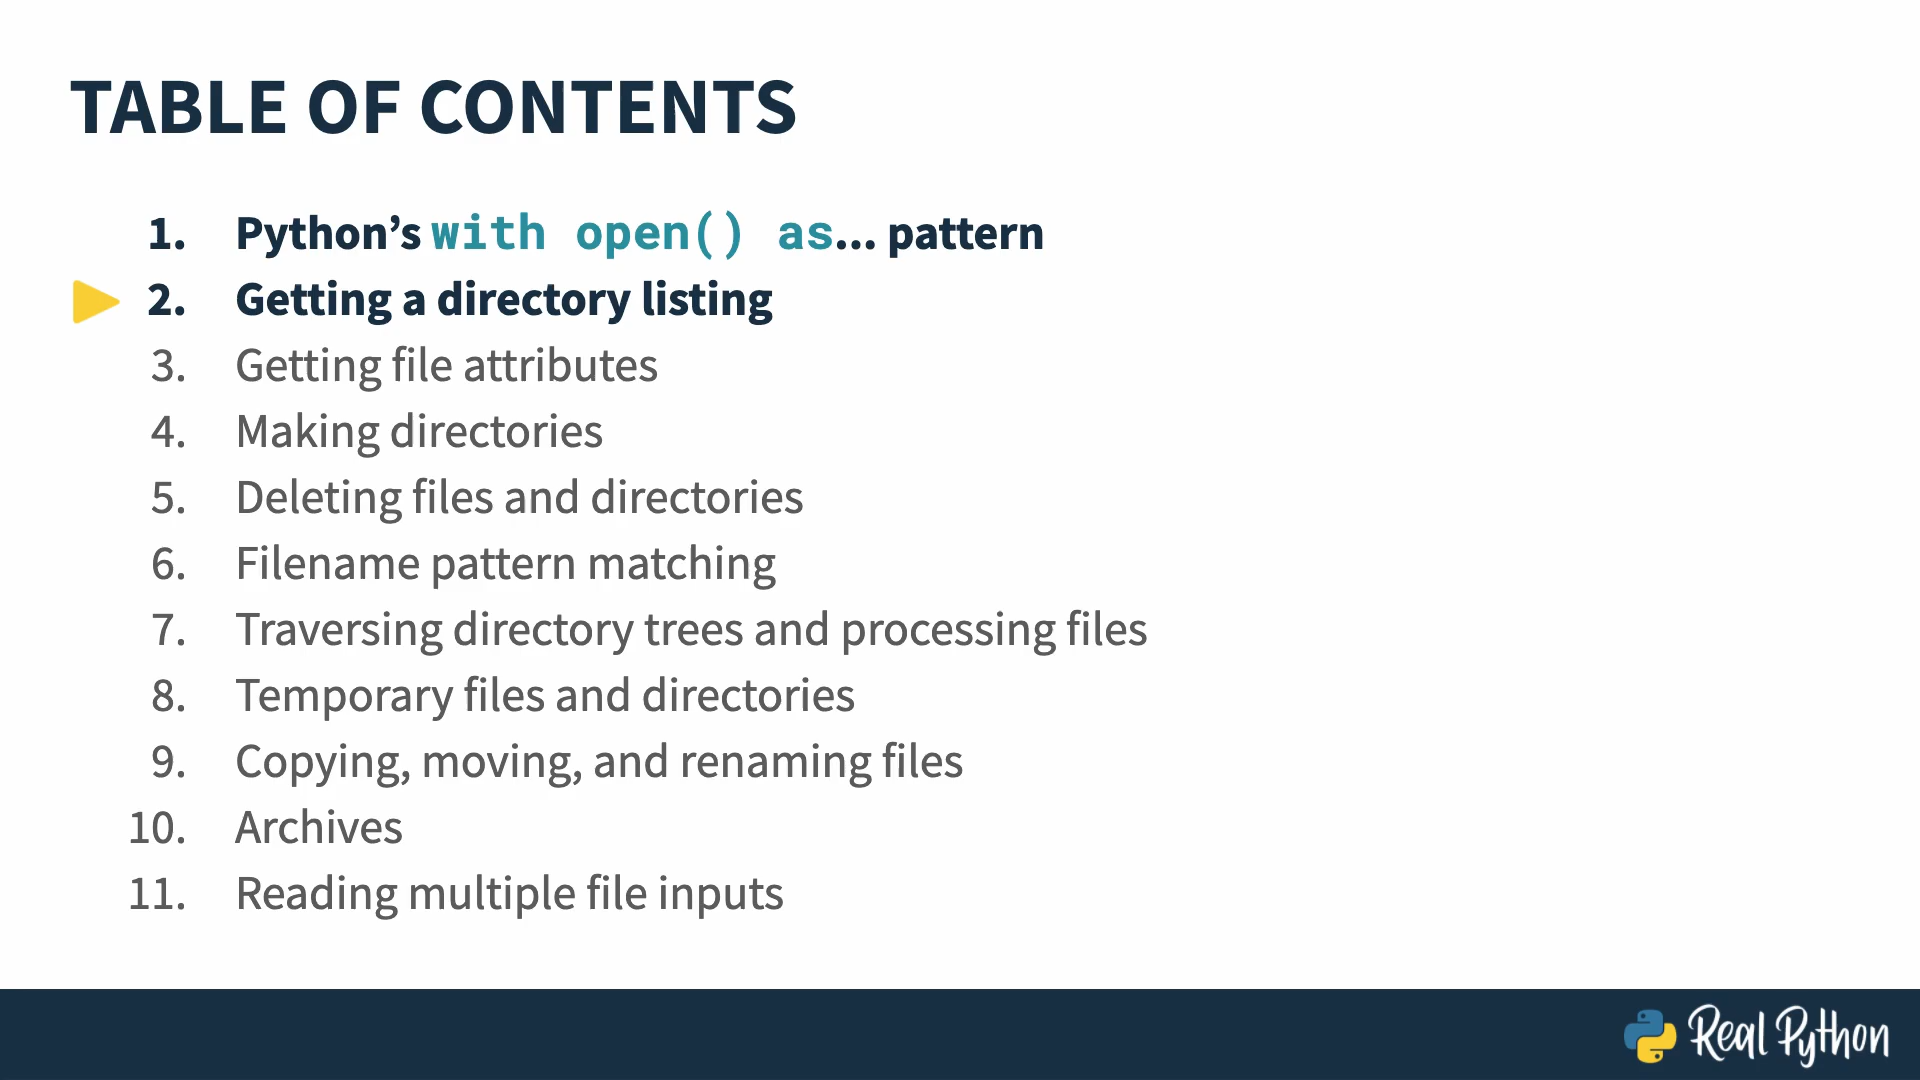 TABLE OF CONTENTS
1. Python’s with open() as... pattern
2. Getting a directory listing
3. Getting file attributes
4. Making directories
5. Deleting files and directories
6. Filename pattern matching
7. Traversing directory trees and processing files
8. Temporary files and directories
9. Copying, moving, and renaming files
10. Archives
11. Reading multiple file inputs
Real Python